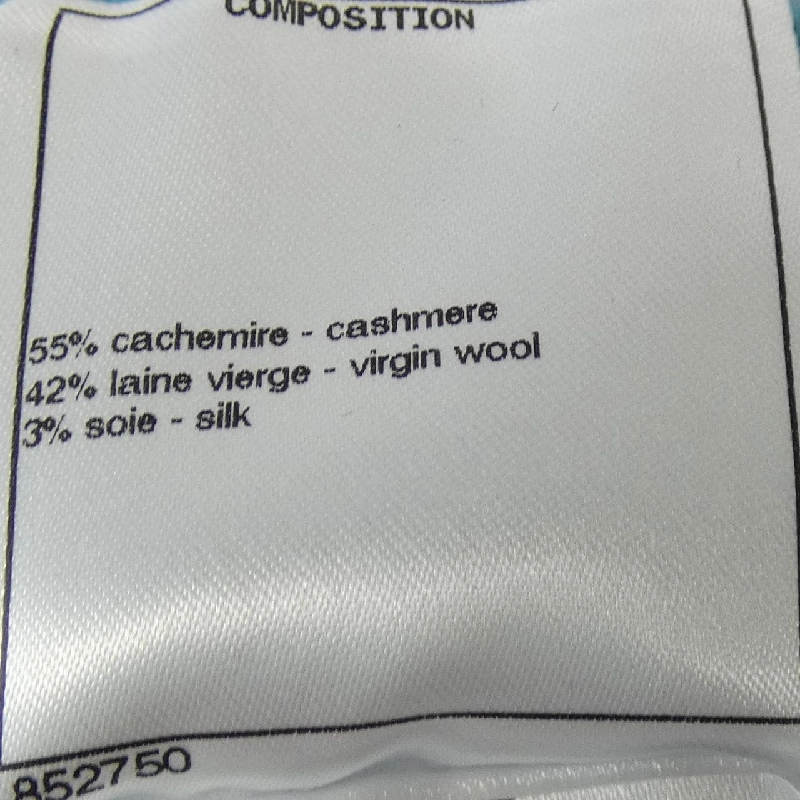 COMPOSITION
55% cachemire - cashmere
42% laine vierge - virgin wool
3% soie - silk
852750